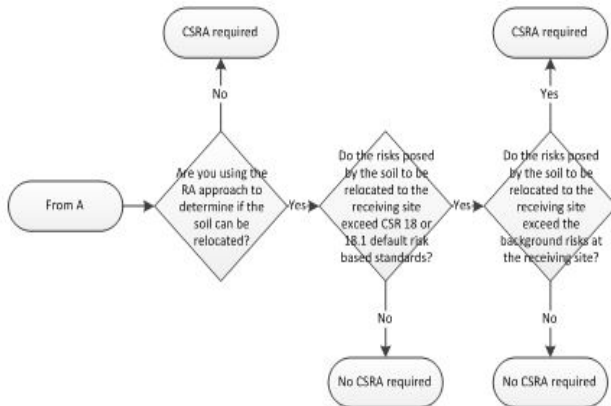 CSRA required
CSRA required
No
Yes
Are you using the
RA approach to
determine if the
soil can be
relocated?
Do the risks posed
by the soil to be
relocated to the
receiving site
exceed CSR 18 or
18.1 default risk
based standards?
Do the risks posed
by the soil to be
relocated to the
receiving site
exceed the
background risks at
the receiving site?
From A
Yes
Yes
No
No
No CSRA required
No CSRA required